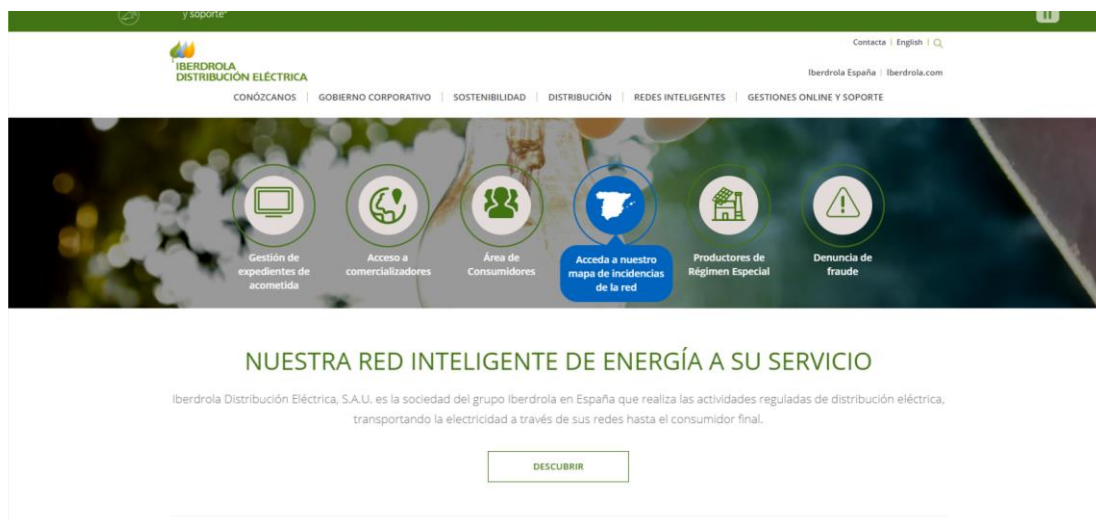 y soporte"
Contacta | English |
IBERDROLA
DISTRIBUCIÓN ELÉCTRICA
Iberdrola España | Iberdrola.com
CONÓZCANOS | GOBIERNO CORPORATIVO | SOSTENIBILIDAD | DISTRIBUCIÓN | REDES INTELIGENTES | GESTIONES ONLINE Y SOPORTE
Gestión de
expedientes de
acometida
Acceso a
comercializadores
Área de
Consumidores
Acceda a nuestro
mapa de incidencias
de la red
Productores de
Régimen Especial
Denuncia de
fraude
NUESTRA RED INTELIGENTE DE ENERGÍA A SU SERVICIO
Iberdrola Distribución Eléctrica, S.A.U. es la sociedad del grupo Iberdrola en España que realiza las actividades reguladas de distribución eléctrica,
transportando la electricidad a través de sus redes hasta el consumidor final.
DESCUBRIR